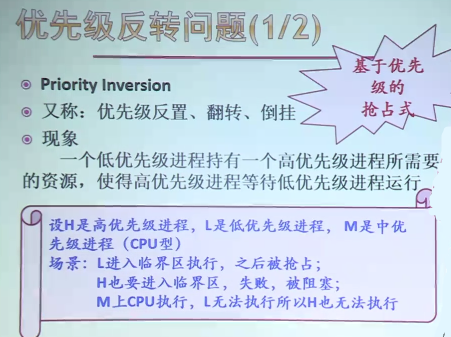 优先级反转问题(1/2)
基于优先
级的
抢占式
Priority Inversion
又称：优先级反置、翻转、倒挂
现象
一个低优先级进程持有一个高优先级进程所需要
的资源，使得高优先级进程等待低优先级进程运行
设H是高优先级进程，L是低优先级进程， M是中优
先级进程（CPU型）
场景：L进入临界区执行，之后被抢占；
H也要进入临界区，失败，被阻塞；
M上CPU执行，L无法执行所以H也无法执行